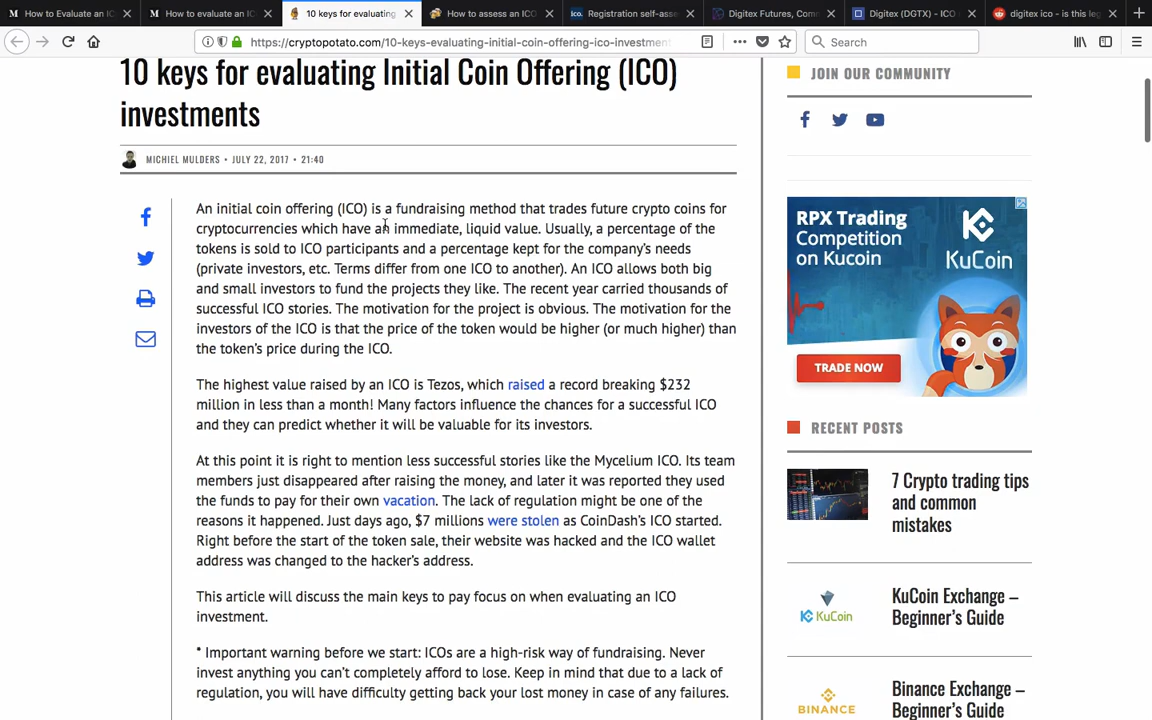 How to Evaluate an IC
How to evaluate an IC
10 keys for evaluating
How to assess an ICO
ico. Registration self-ass
Digitex Futures, Com
Digitex (DGTX) - ICO
digitex ico - is this leg
https://cryptopotato.com/10-keys-evaluating-initial-coin-offering-ico-investment
Search
10 keys for evaluating Initial Coin Offering (ICO)
investments
MICHIEL MULDERS • JULY 22, 2017 • 21:40
An initial coin offering (ICO) is a fundraising method that trades future crypto coins for
cryptocurrencies which have an immediate, liquid value. Usually, a percentage of the
tokens is sold to ICO participants and a percentage kept for the company's needs
(private investors, etc. Terms differ from one ICO to another). An ICO allows both big
and small investors to fund the projects they like. The recent year carried thousands of
successful ICO stories. The motivation for the project is obvious. The motivation for the
investors of the ICO is that the price of the token would be higher (or much higher) than
the token's price during the ICO.
The highest value raised by an ICO is Tezos, which raised a record breaking $232
million in less than a month! Many factors influence the chances for a successful ICO
and they can predict whether it will be valuable for its investors.
At this point it is right to mention less successful stories like the Mycelium ICO. Its team
members just disappeared after raising the money, and later it was reported they used
the funds to pay for their own vacation. The lack of regulation might be one of the
reasons it happened. Just days ago, $7 millions were stolen as CoinDash's ICO started.
Right before the start of the token sale, their website was hacked and the ICO wallet
address was changed to the hacker's address.
This article will discuss the main keys to pay focus on when evaluating an ICO
investment.
* Important warning before we start: ICOs are a high-risk way of fundraising. Never
invest anything you can't completely afford to lose. Keep in mind that due to a lack of
regulation, you will have difficulty getting back your lost money in case of any failures.
JOIN OUR COMMUNITY
RPX Trading
Competition
on Kucoin
KuCoin
TRADE NOW
RECENT POSTS
7 Crypto trading tips
and common
mistakes
KuCoin
KuCoin Exchange –
Beginner's Guide
BINANCE
Binance Exchange –
Beginner's Guide